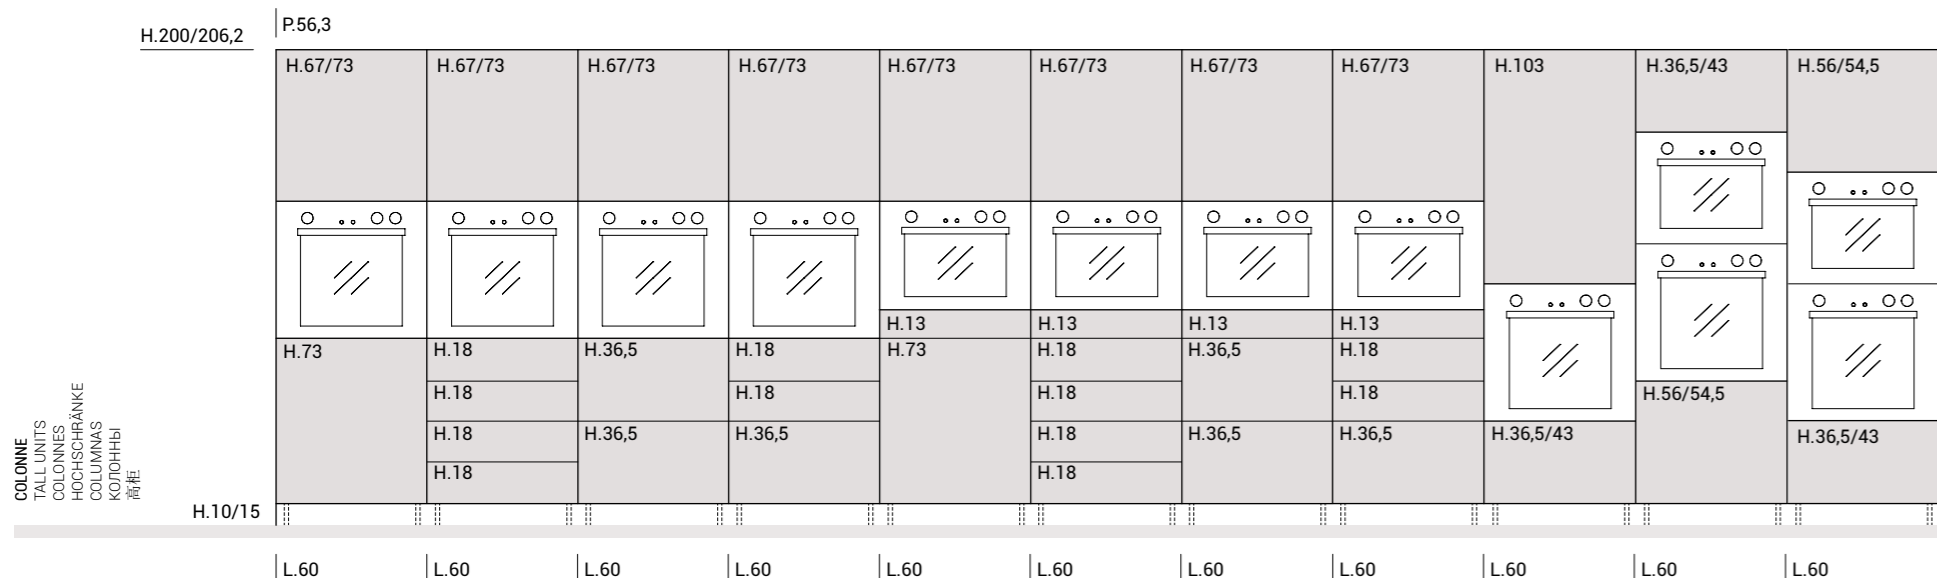 P.56,3
H.200/206,2
H.67/73 H.67/73 H.67/73 H.67/73 H.67/73 H.67/73 H.67/73 H.67/73 H.103 H.36,5/43 H.56/54,5
H.13 H.13 H.13 H.13
H.73 H.18 H.36,5 H.18 H.73 H.18 H.36,5 H.18
H.18 H.18 H.18 H.18 H.56/54,5
H.18 H.36,5 H.36,5 H.18 H.36,5 H.36,5 H.36,5/43 H.36,5/43
H.18 H.18
COLONNE
TALL UNITS
COLONNES
HOCHSCHRÄNKE
COLUMNAS
КОЛОННЫ
高柜
H.10/15
L.60 L.60 L.60 L.60 L.60 L.60 L.60 L.60 L.60 L.60 L.60